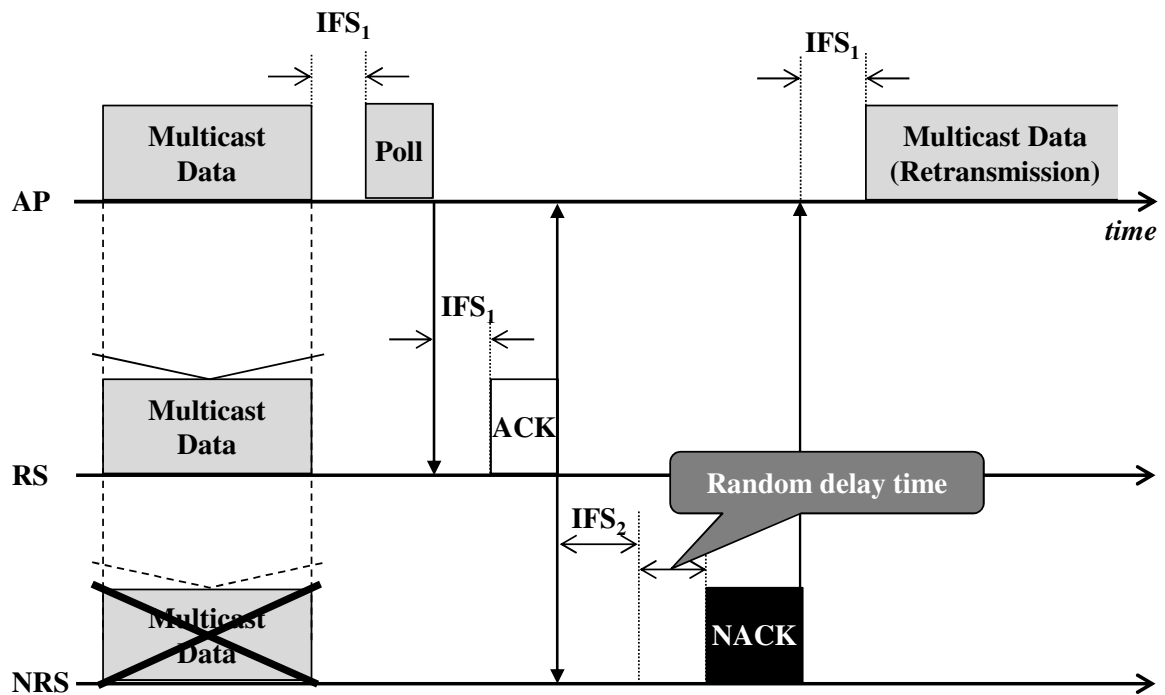 IFS1
IFS1
Multicast
Data
Poll
Multicast Data
(Retransmission)
AP
time
IFS1
Multicast
Data
ACK
RS
Random delay time
IFS2
Multicast
Data
NACK
NRS